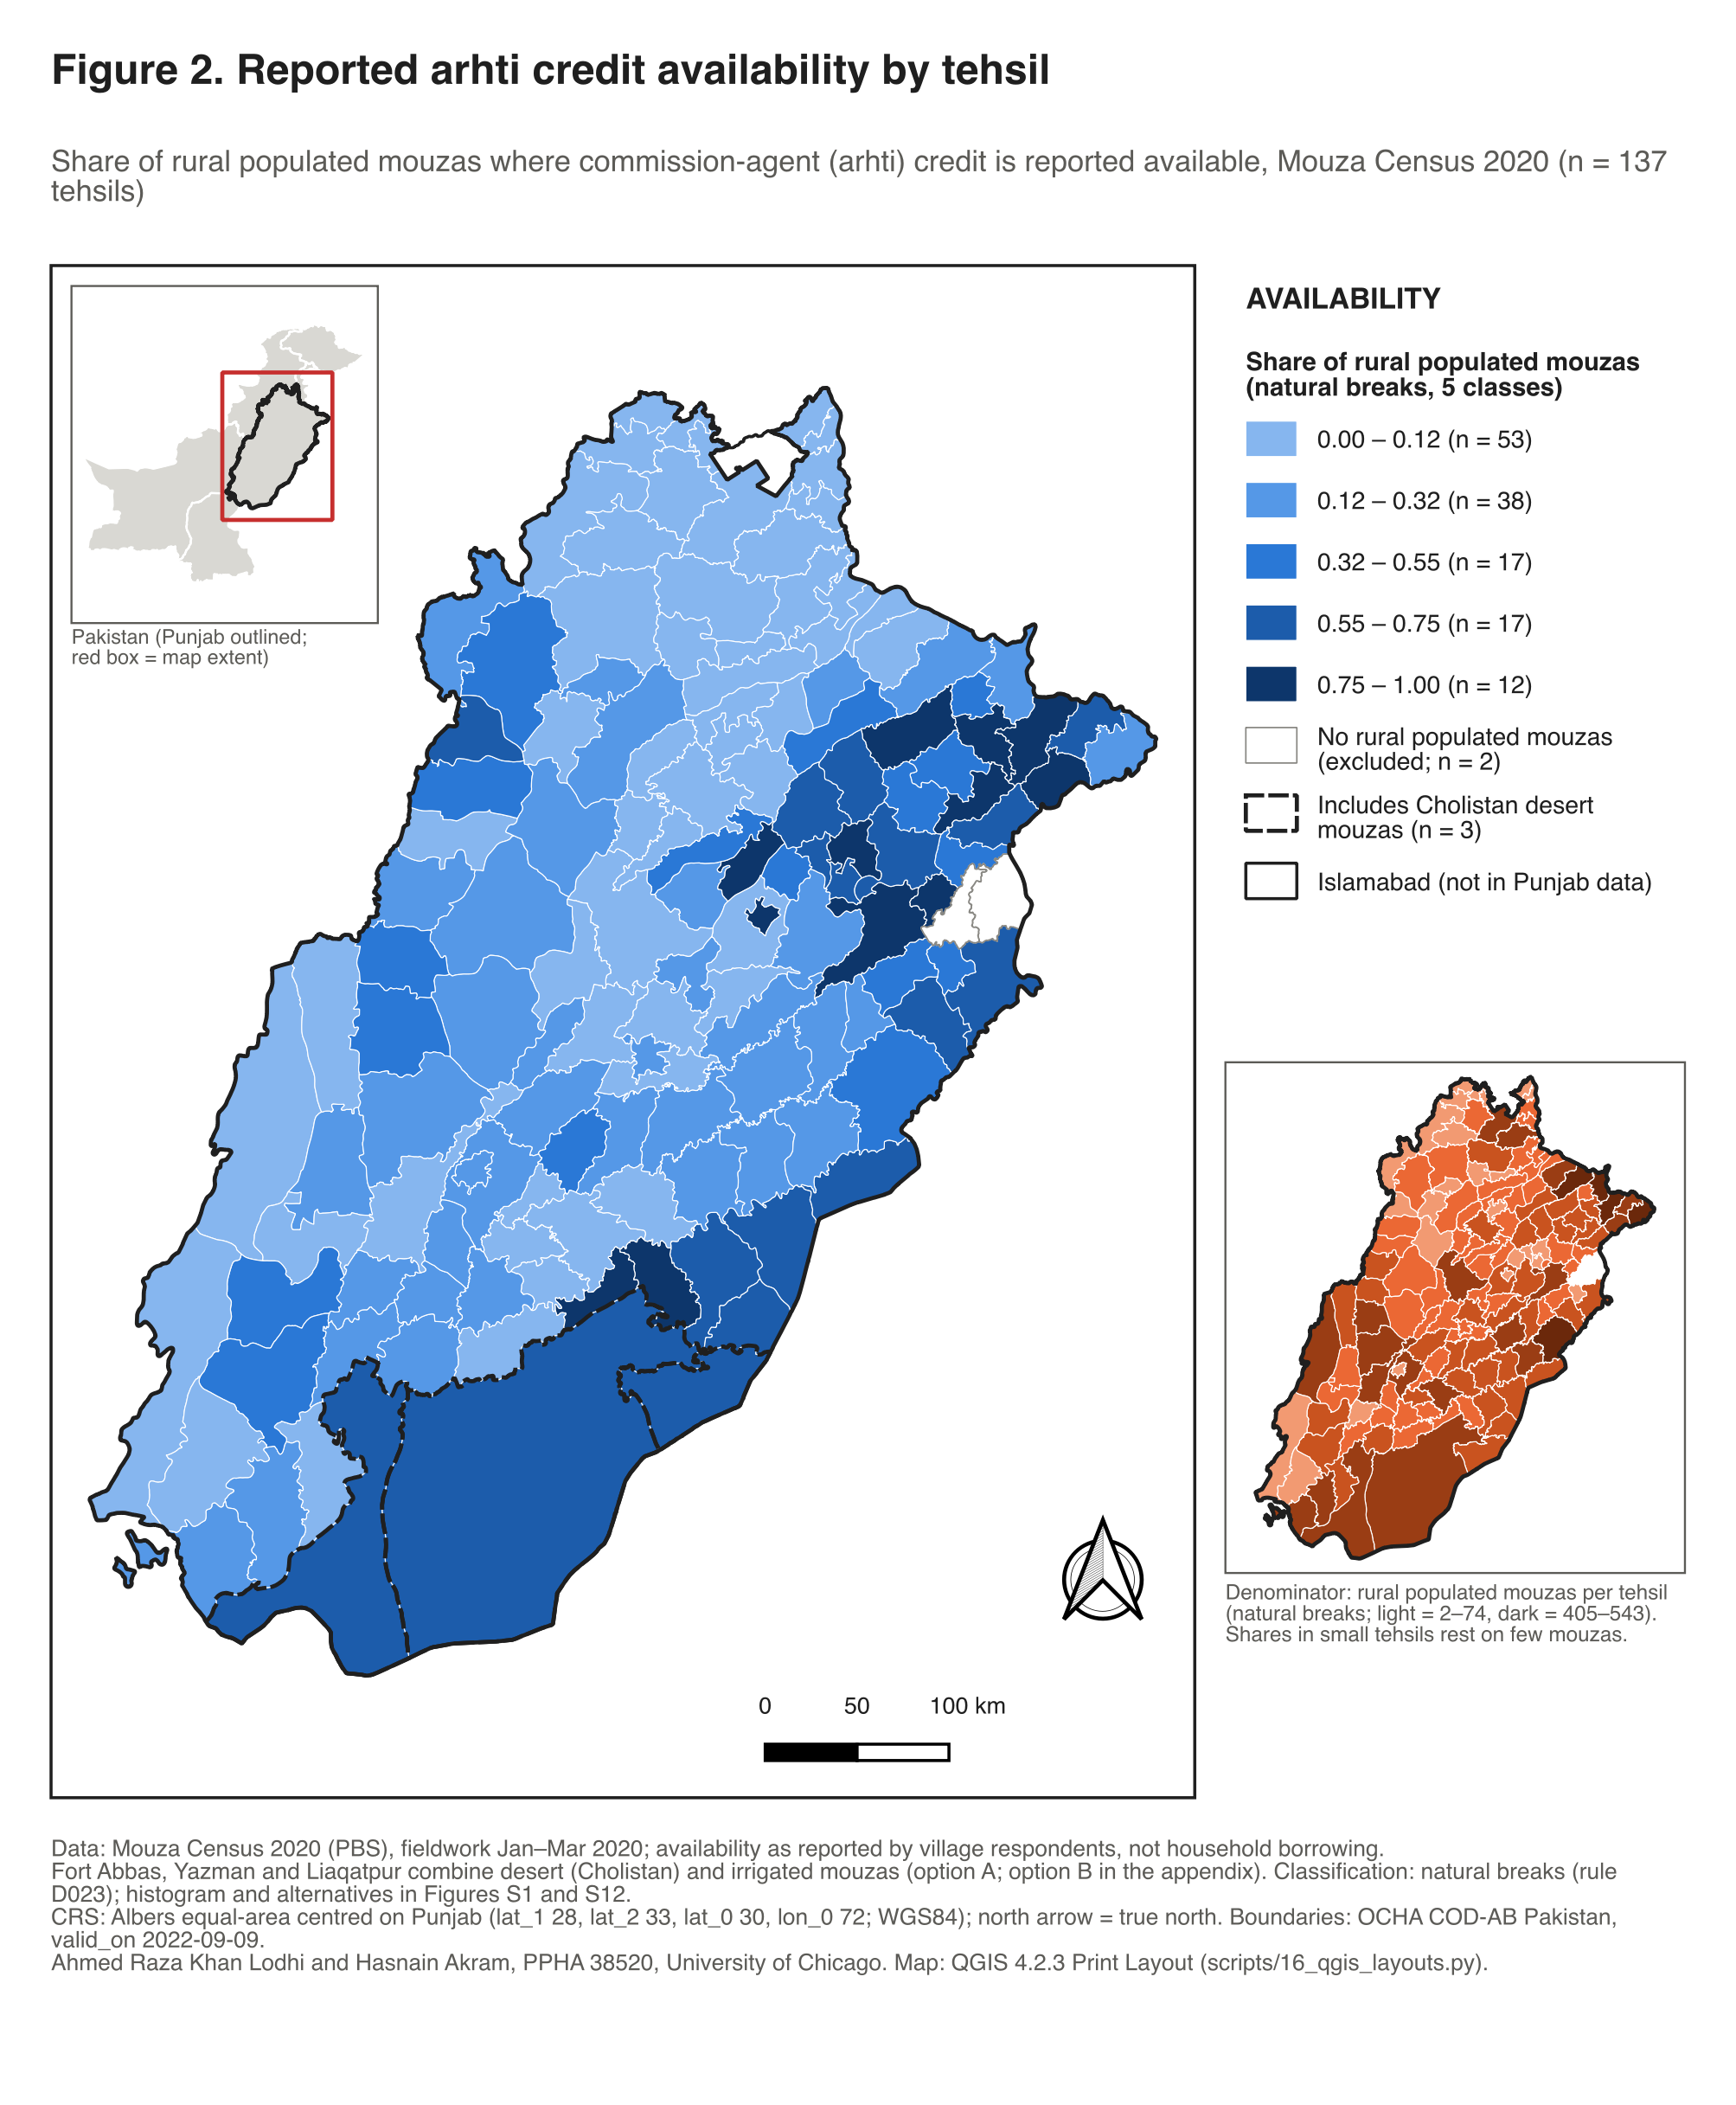 Figure 2. Reported arhti credit availability by tehsil
Share of rural populated mouzas where commission-agent (arhti) credit is reported available, Mouza Census 2020 (n = 137
tehsils)
Pakistan (Punjab outlined;
red box = map extent)
AVAILABILITY
Share of rural populated mouzas
(natural breaks, 5 classes)
0.00 – 0.12 (n = 53)
0.12 – 0.32 (n = 38)
0.32 – 0.55 (n = 17)
0.55 – 0.75 (n = 17)
0.75 – 1.00 (n = 12)
No rural populated mouzas
(excluded; n = 2)
Includes Cholistan desert
mouzas (n = 3)
Islamabad (not in Punjab data)
Denominator: rural populated mouzas per tehsil
(natural breaks; light = 2–74, dark = 405–543).
Shares in small tehsils rest on few mouzas.
0 50 100 km
Data: Mouza Census 2020 (PBS), fieldwork Jan–Mar 2020; availability as reported by village respondents, not household borrowing.
Fort Abbas, Yazman and Liaqatpur combine desert (Cholistan) and irrigated mouzas (option A; option B in the appendix). Classification: natural breaks (rule
D023); histogram and alternatives in Figures S1 and S12.
CRS: Albers equal-area centred on Punjab (lat_1 28, lat_2 33, lat_0 30, lon_0 72; WGS84); north arrow = true north. Boundaries: OCHA COD-AB Pakistan,
valid_on 2022-09-09.
Ahmed Raza Khan Lodhi and Hasnain Akram, PPHA 38520, University of Chicago. Map: QGIS 4.2.3 Print Layout (scripts/16_qgis_layouts.py).